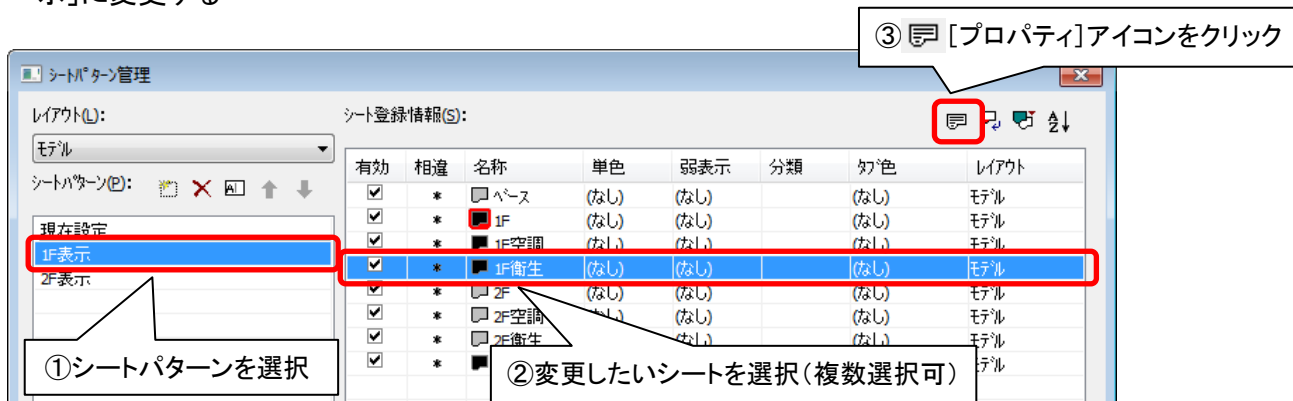 示」に変更する
③ [プロパティ]アイコンをクリック
シートパターン管理
レイアウト(L):
シート登録情報(S):
モデル
シートパターン(P):
有効 相違 名称 単色 弱表示 分類 タブ色 レイアウト
* ベース (なし) (なし) (なし) モデル
現在設定
* 1F (なし) (なし) (なし) モデル
1F表示
* 1F空調 (なし) (なし) (なし) モデル
* 1F衛生 (なし) (なし) (なし) モデル
2F表示
* 2F (なし) (なし) (なし) モデル
* 2F空調 (なし) (なし) (なし) モデル
* 2F衛生 (なし) (なし) モデル
* モデル
①シートパターンを選択
②変更したいシートを選択(複数選択可)